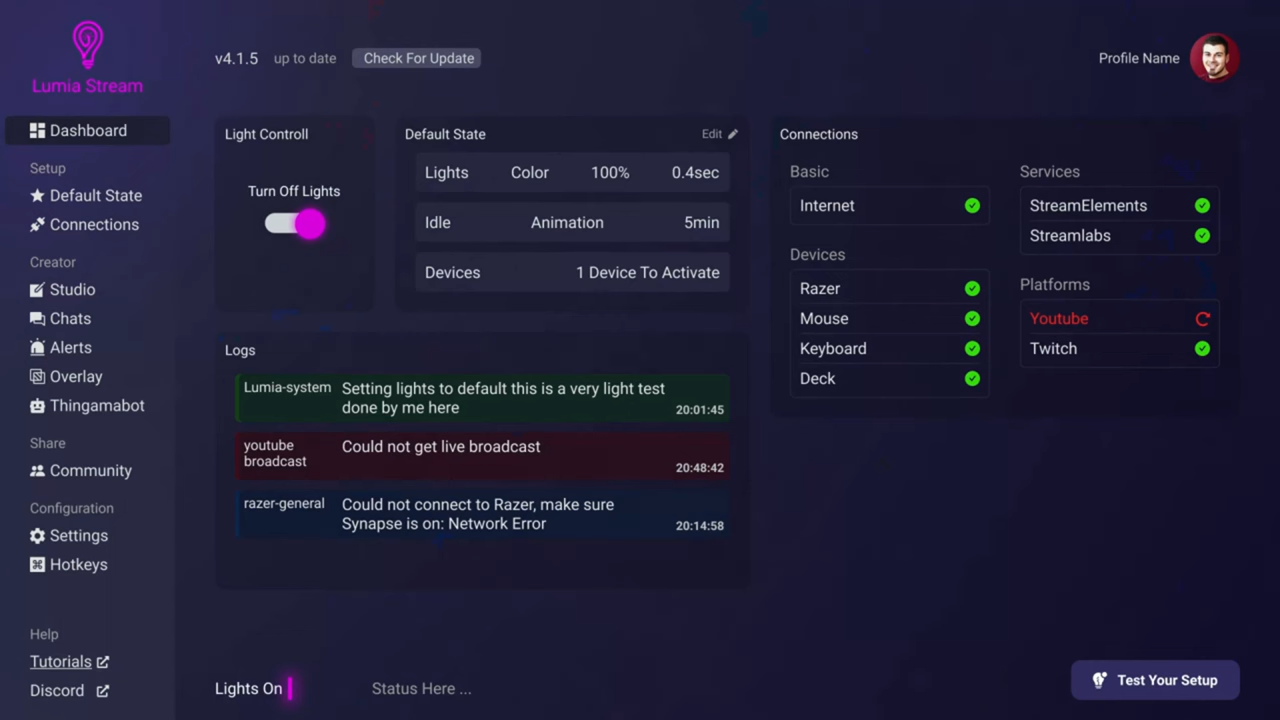 Lumia Stream
v4.1.5 up to date Check For Update
Profile Name
Dashboard
Setup
Default State
Connections
Creator
Studio
Chats
Alerts
Overlay
Thingamabot
Share
Community
Configuration
Settings
Hotkeys
Help
Tutorials
Discord
Light Controll
Turn Off Lights
Default State Edit
Lights Color 100% 0.4sec
Idle Animation 5min
Devices 1 Device To Activate
Logs
Lumia-system Setting lights to default this is a very light test
done by me here
20:01:45
youtube
broadcast
Could not get live broadcast
20:48:42
razer-general Could not connect to Razer, make sure
Synapse is on: Network Error
20:14:58
Connections
Basic
Internet
Devices
Razer
Mouse
Keyboard
Deck
Services
StreamElements
Streamlabs
Platforms
Youtube
Twitch
Lights On
Status Here ...
Test Your Setup